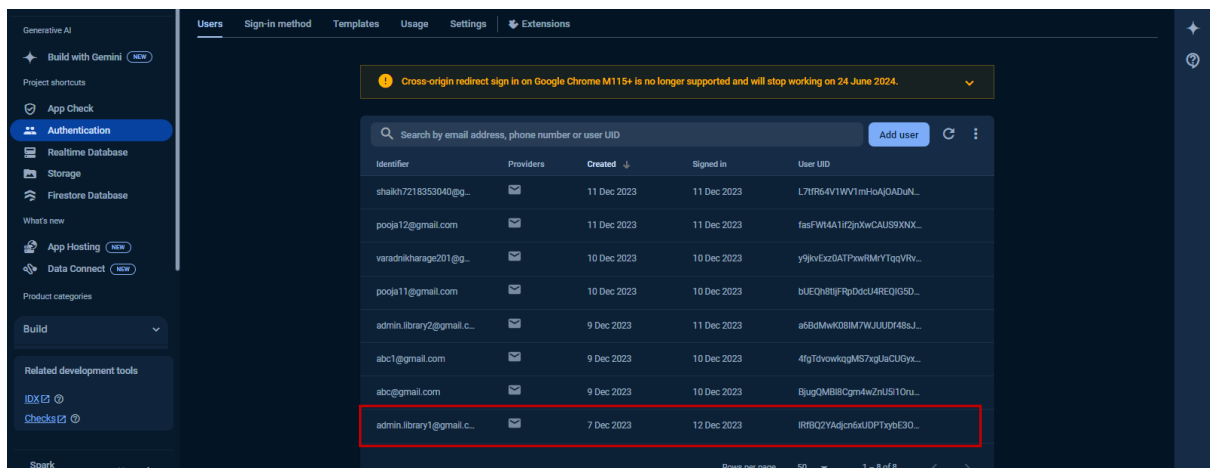 Generative AI
Build with Gemini NEW
Project shortcuts
App Check
Authentication
Realtime Database
Storage
Firestore Database
What's new
App Hosting NEW
Data Connect NEW
Product categories
Build
Related development tools
IDX
Checks
Spark
Users Sign-in method Templates Usage Settings Extensions
Cross-origin redirect sign in on Google Chrome M115+ is no longer supported and will stop working on 24 June 2024.
Search by email address, phone number or user UID Add user
Identifier Providers Created Signed in User UID
shaikh7218353040@g... 11 Dec 2023 11 Dec 2023 L7tfR64V1WV1mHoAjOADuN...
pooja12@gmail.com 11 Dec 2023 11 Dec 2023 fasFWt4A1if2jnXwCAUS9XNX...
varadnikharage201@g... 10 Dec 2023 10 Dec 2023 y9jkvExz0ATPxwRMrYTqqVRv...
pooja11@gmail.com 10 Dec 2023 10 Dec 2023 bUEQh8tIjFRpDdcU4REQIG5D...
admin.library2@gmail.c... 9 Dec 2023 11 Dec 2023 a6BdMwK08IM7WJUUDf48sJ...
abc1@gmail.com 9 Dec 2023 10 Dec 2023 4fgTdvowkqgMS7xgUaCUGyx...
abc@gmail.com 9 Dec 2023 10 Dec 2023 BjugQMBI8Cgm4wZnU5I1Oru...
admin.library1@gmail.c... 7 Dec 2023 12 Dec 2023 IRfBQ2YAdjcn6xUDPTxybE3O...
Rows per page 50 1 – 8 of 8